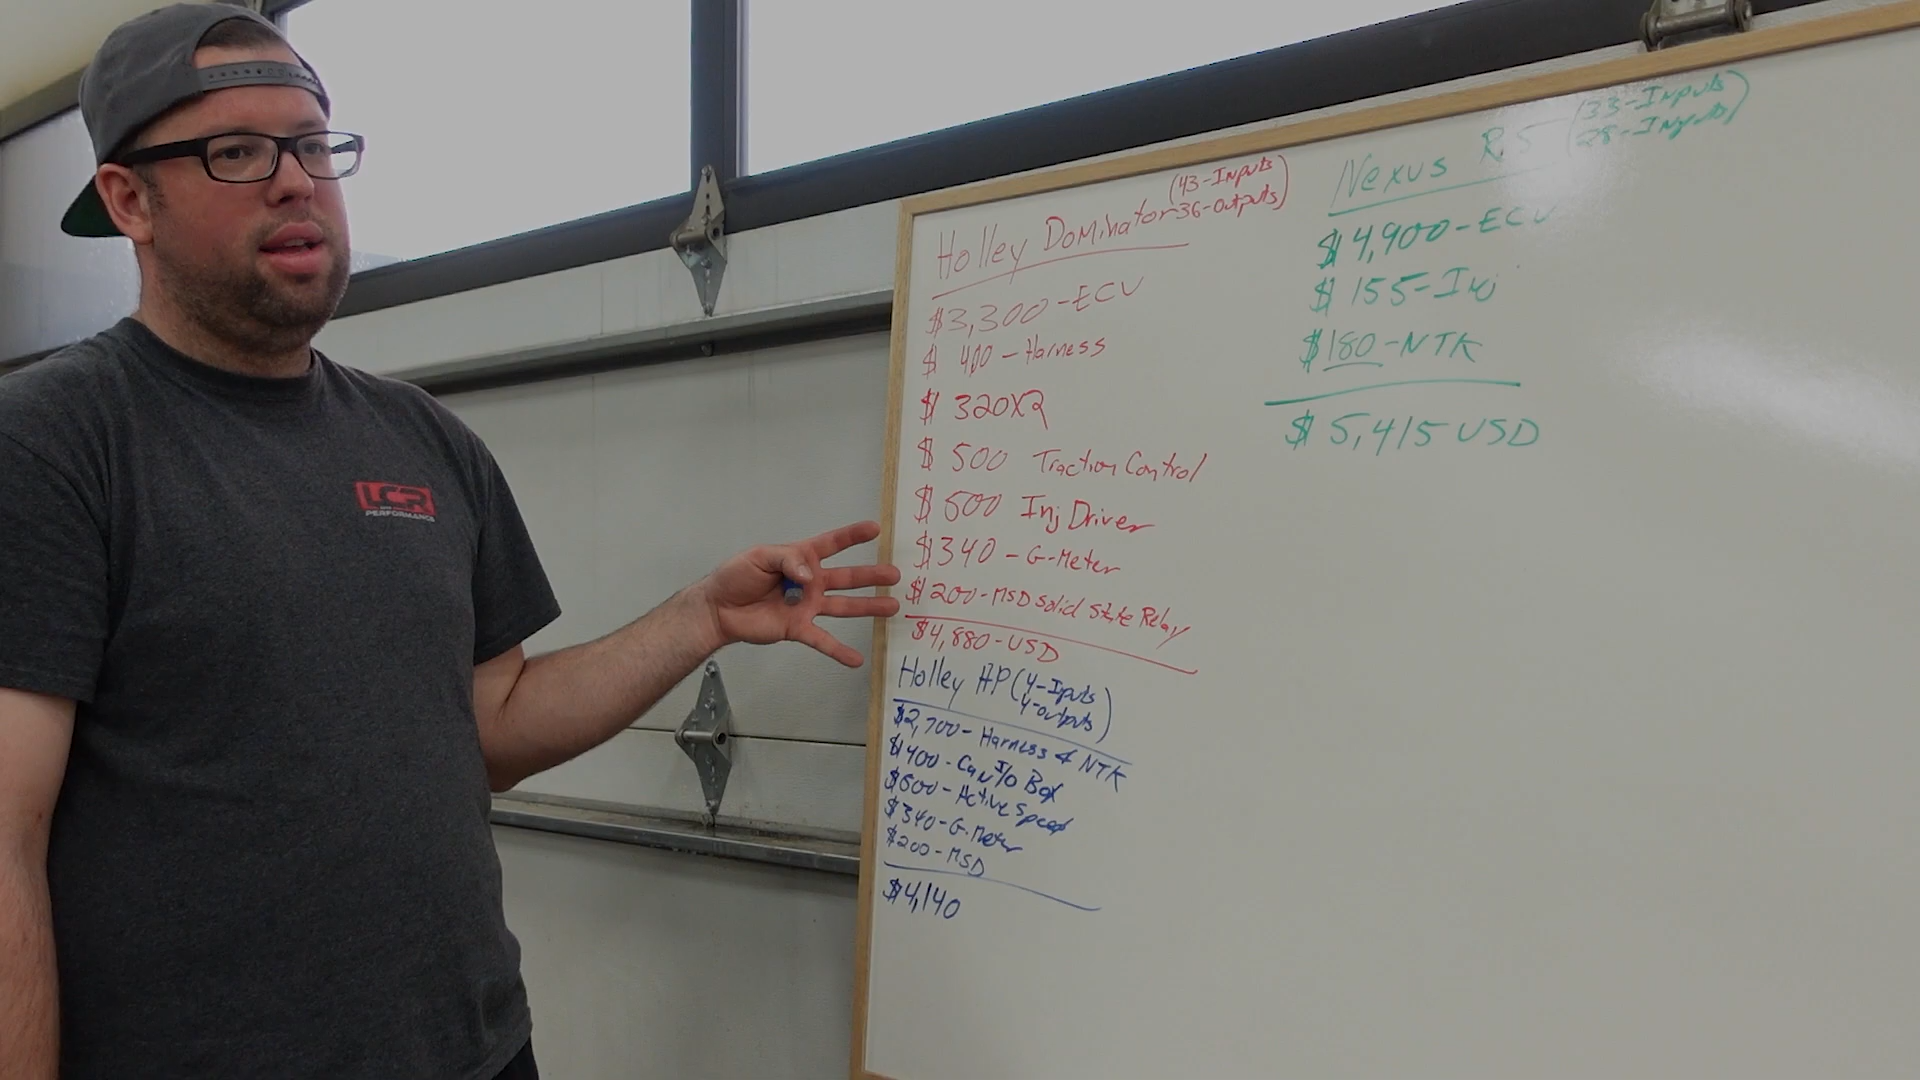 LCR
PERFORMANCE
Holley Dominator (43-Inputs
36-outputs)
$3,300-ECU
$ 400-Harness
$ 320X2
$ 500 Traction Control
$ 500 Inj Driver
$340-G-Meter
$200-MSD Solid State Relay
$4,880-USD
Holley HP (4-Inputs
4-outputs)
$2,700-Harness & NTK
$400-Can I/O Box
$500-Active Speed
$340-G-Meter
$200-MSD
$4,140
Nexus R5 (33-Inputs
28-Inputs)
$4,900-ECU
$ 155-Inj
$180-NTK
$5,415 USD